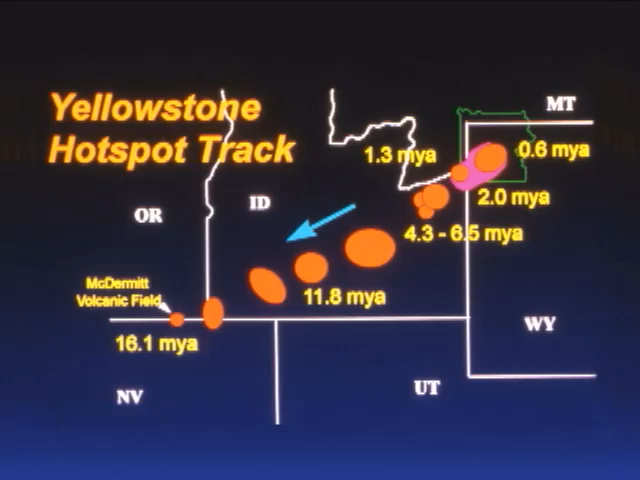 Yellowstone
Hotspot Track
MT
1.3 mya
0.6 mya
2.0 mya
OR
ID
4.3 - 6.5 mya
McDermitt
Volcanic Field
11.8 mya
16.1 mya
WY
NV
UT